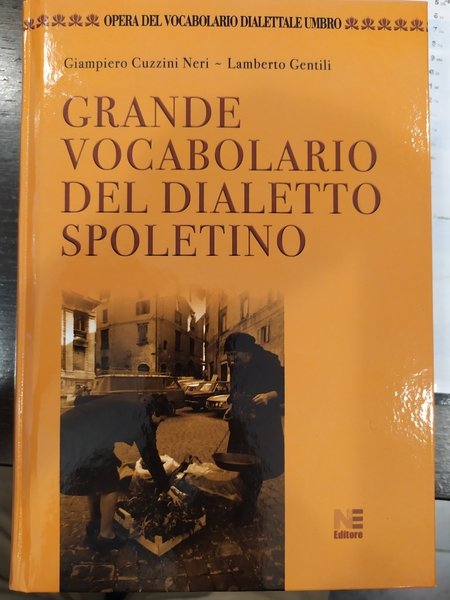 OPERA DEL VOCABOLARIO DIALETTALE UMBRO
Giampiero Cuzzini Neri ~ Lamberto Gentili
GRANDE
VOCABOLARIO
DEL DIALETTO
SPOLETINO
NE
Editore